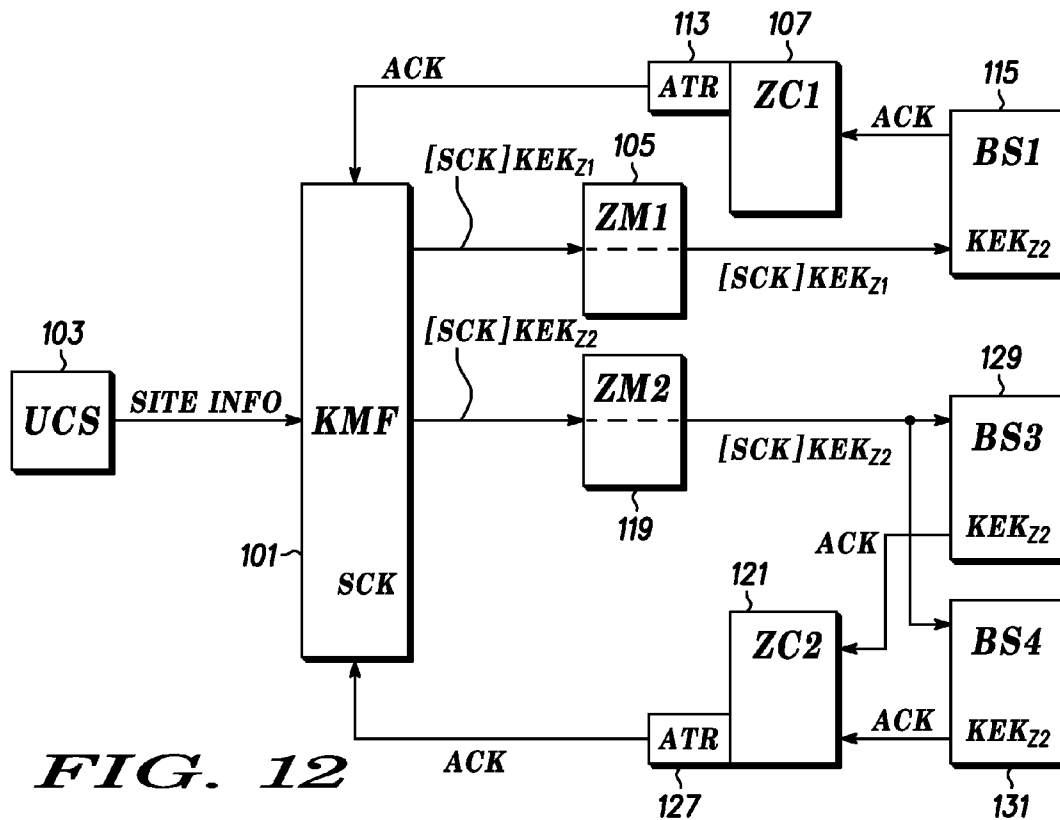 113
107
ACK
ATR
ZC1
115
ACK
BS1
[SCK]KEKZ1
105
ZM1
KEKZ2
[SCK]KEKZ1
[SCK]KEKZ2
103
129
ZM2
SITE INFO
UCS
KMF
BS3
[SCK]KEKZ2
119
KEKZ2
ACK
101
SCK
121
ZC2
BS4
ACK
KEKZ2
ATR
ACK
127
131
FIG. 12